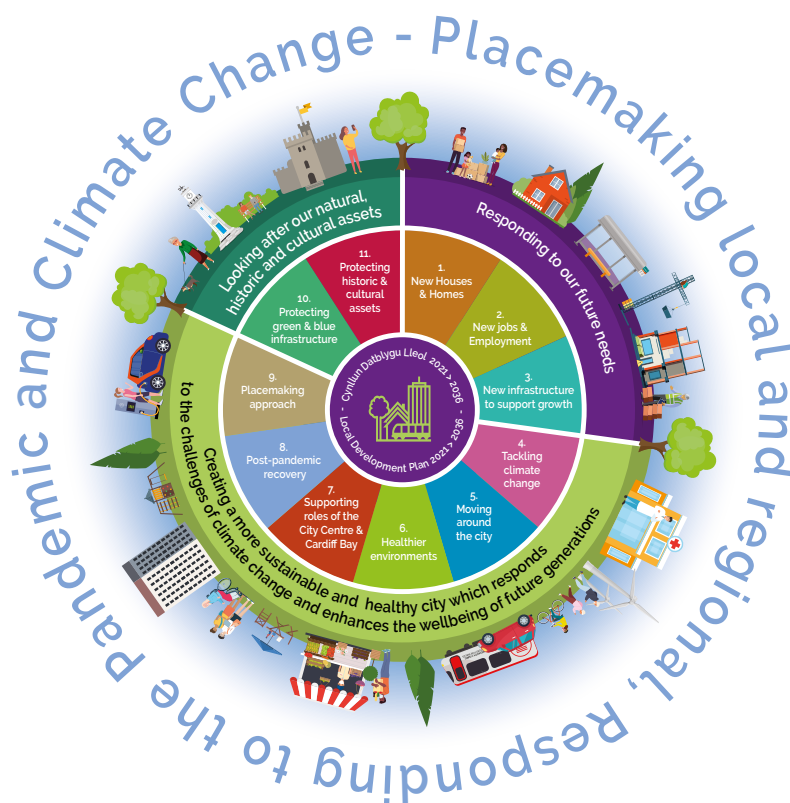 Placemaking local and regional, Responding to the Pandemic and Climate Change -
Responding to our future needs
1.
New Houses
& Homes
2.
New jobs &
Employment
3.
New infrastructure
to support growth
Creating a more sustainable and healthy city which responds
to the challenges of climate change and enhances the wellbeing of future generations
4.
Tackling
climate
change
5.
Moving
around
the city
6.
Healthier
environments
7.
Supporting
roles of the
City Centre &
Cardiff Bay
8.
Post-pandemic
recovery
9.
Placemaking
approach
Looking after our natural,
historic and cultural assets
10.
Protecting
green & blue
infrastructure
11.
Protecting
historic &
cultural
assets
- Cynllun Datblygu Lleol 2021 > 2036 -
Local Development Plan 2021 > 2036